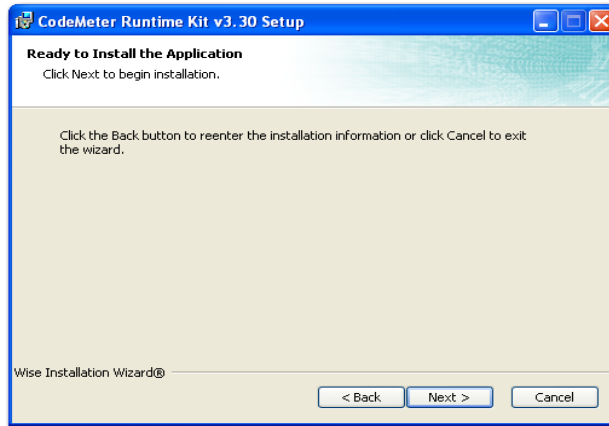 CodeMeter Runtime Kit v3.30 Setup
Ready to Install the Application
Click Next to begin installation.
Click the Back button to reenter the installation information or click Cancel to exit
the wizard.
Wise Installation Wizard®
< Back Next > Cancel